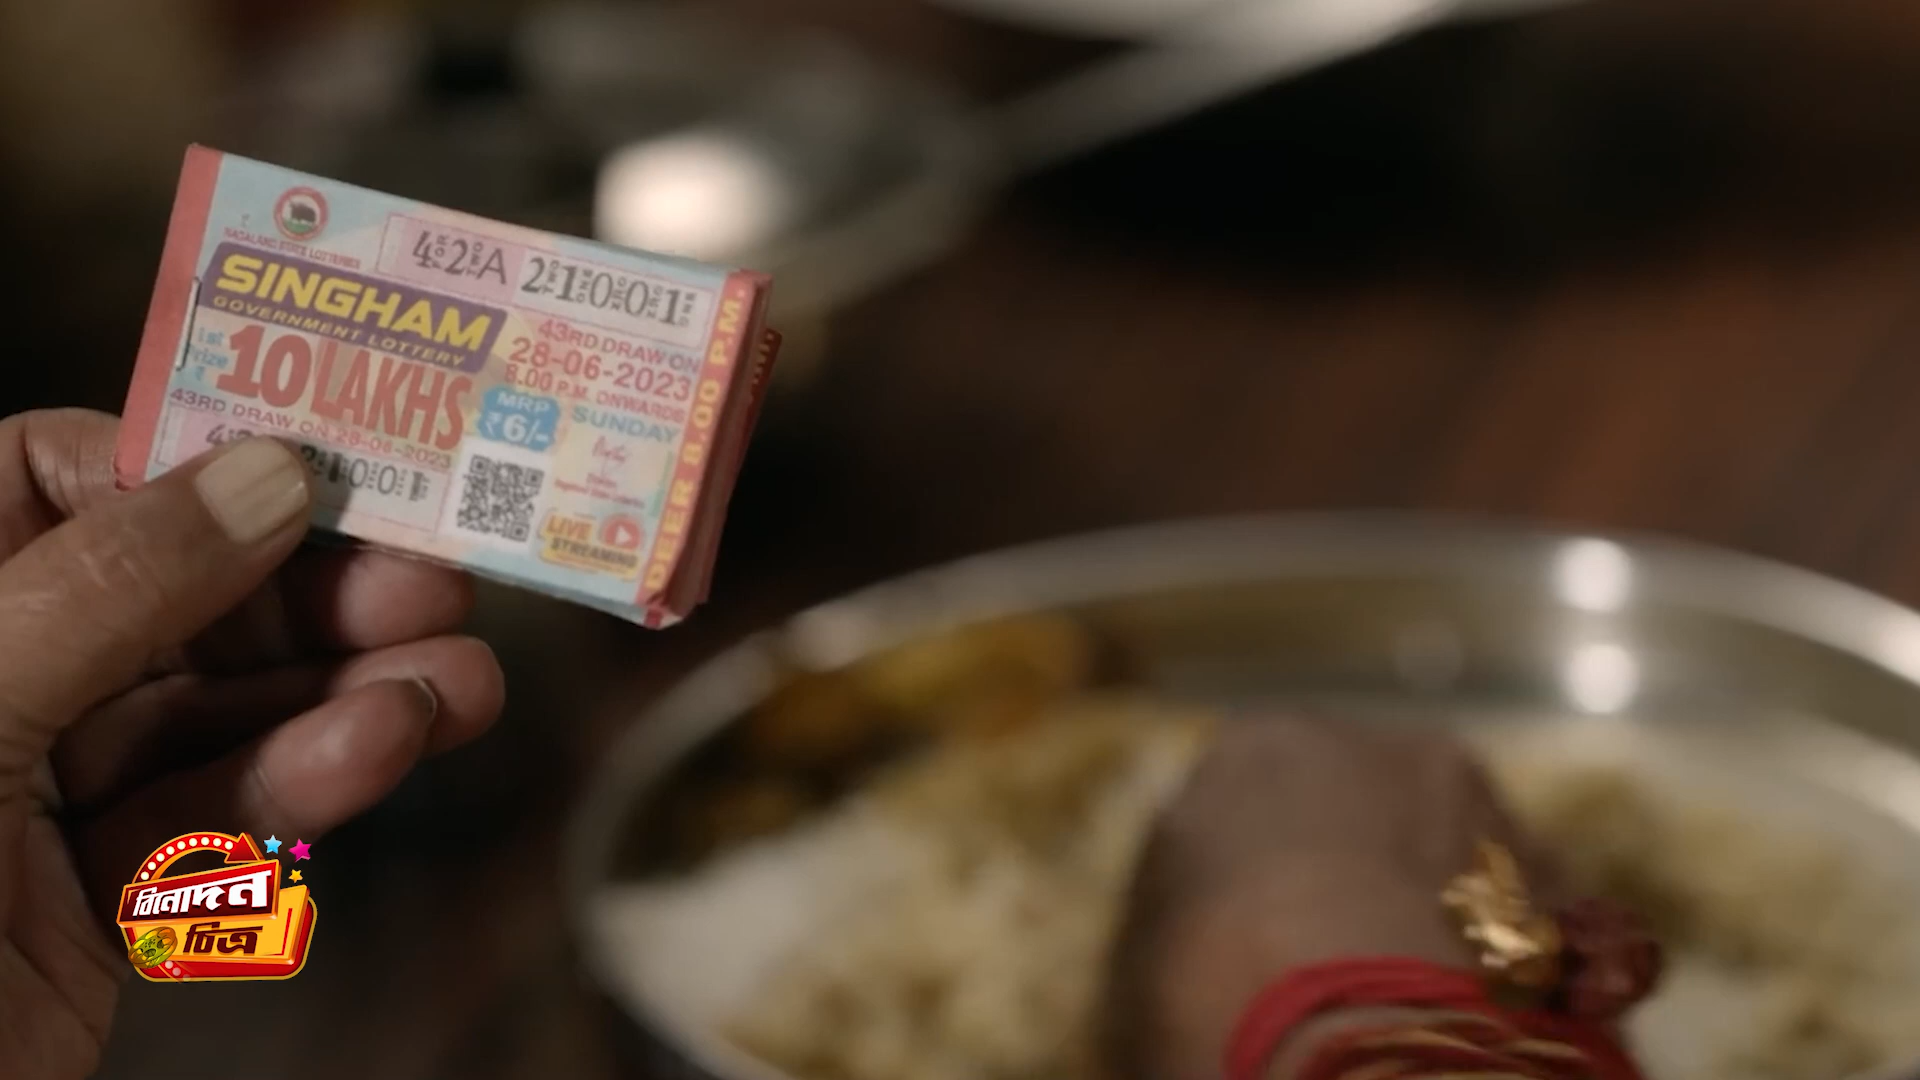 NAGALAND STATE LOTTERIES
42A 21001
SINGHAM
GOVERNMENT LOTTERY
1st Prize ₹
10 LAKHS
43RD DRAW ON
28-06-2023
8.00 P.M. ONWARDS
MRP
₹6/-
SUNDAY
43RD DRAW ON 28-06-2023
1001
LIVE
STREAMING
DEER 8.00 P.M.
বিনোদন
চিত্র